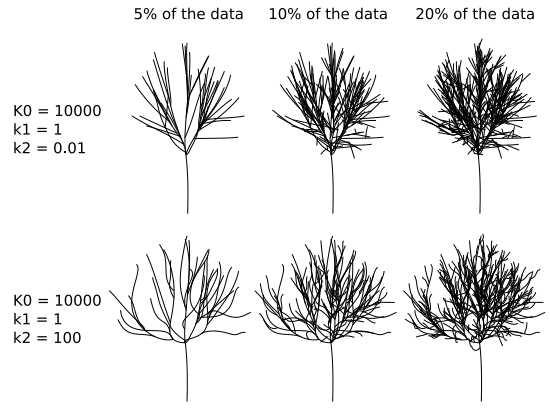 5% of the data 10% of the data 20% of the data
K0 = 10000
k1 = 1
k2 = 0.01
K0 = 10000
k1 = 1
k2 = 100